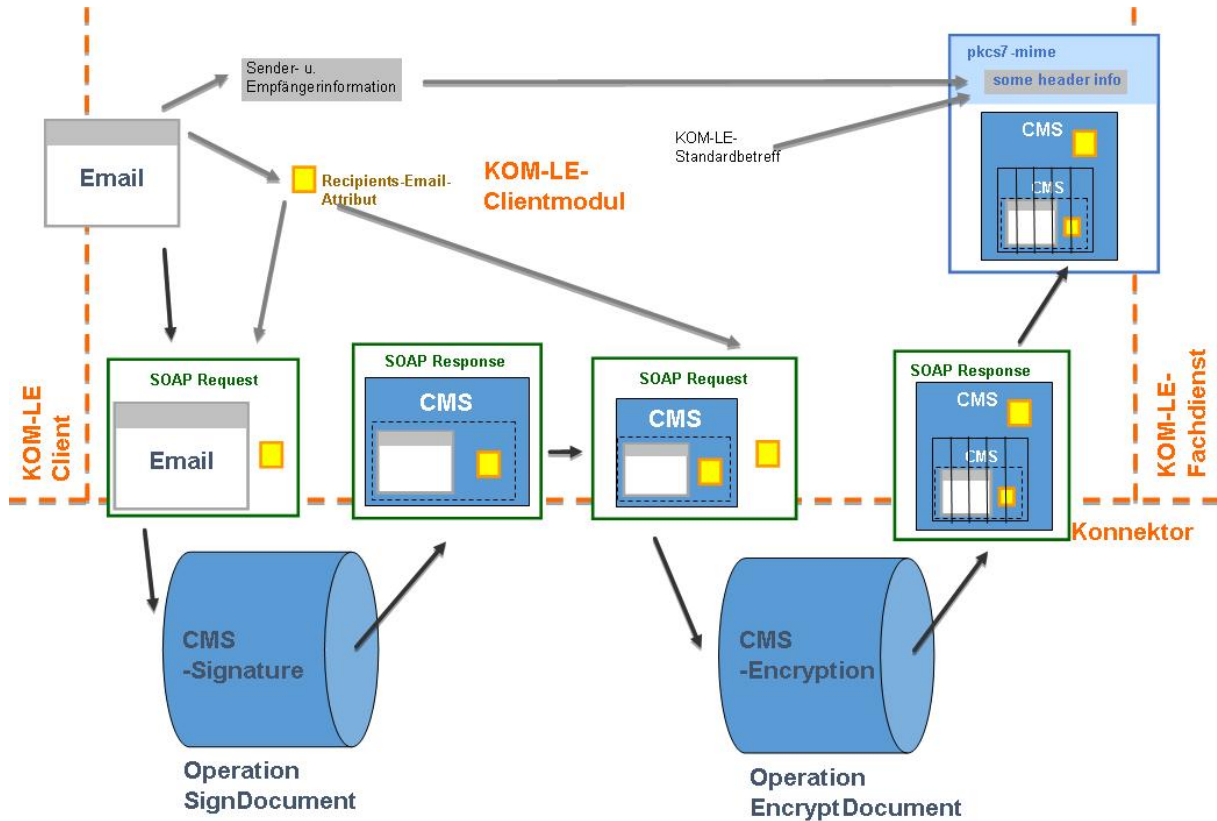 pkcs7-mime
some header info
Sender- u.
Empfängerinformation
CMS
KOM-LE-
Standardbetreff
Email
KOM-LE-
Clientmodul
Recipients-Email-
Attribut
CMS
SOAP Request
Email
SOAP Response
CMS
SOAP Request
CMS
SOAP Response
CMS
CMS
KOM-LE
Client
KOM-LE-
Fachdienst
Konnektor
CMS
-Signature
CMS
-Encryption
Operation
SignDocument
Operation
EncryptDocument